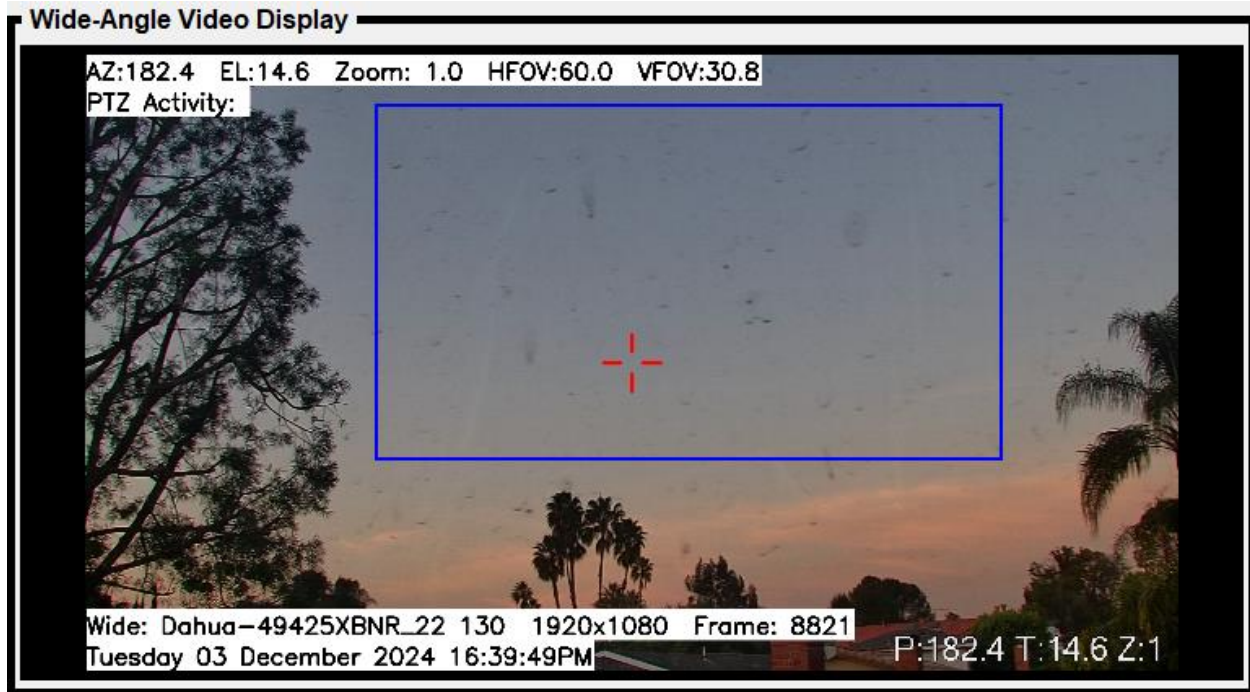 Wide-Angle Video Display
AZ:182.4 EL:14.6 Zoom: 1.0 HFOV:60.0 VFOV:30.8
PTZ Activity:
Wide: Dahua-49425XBNR_22 130 1920x1080 Frame: 8821
Tuesday 03 December 2024 16:39:49PM
P:182.4 T:14.6 Z:1